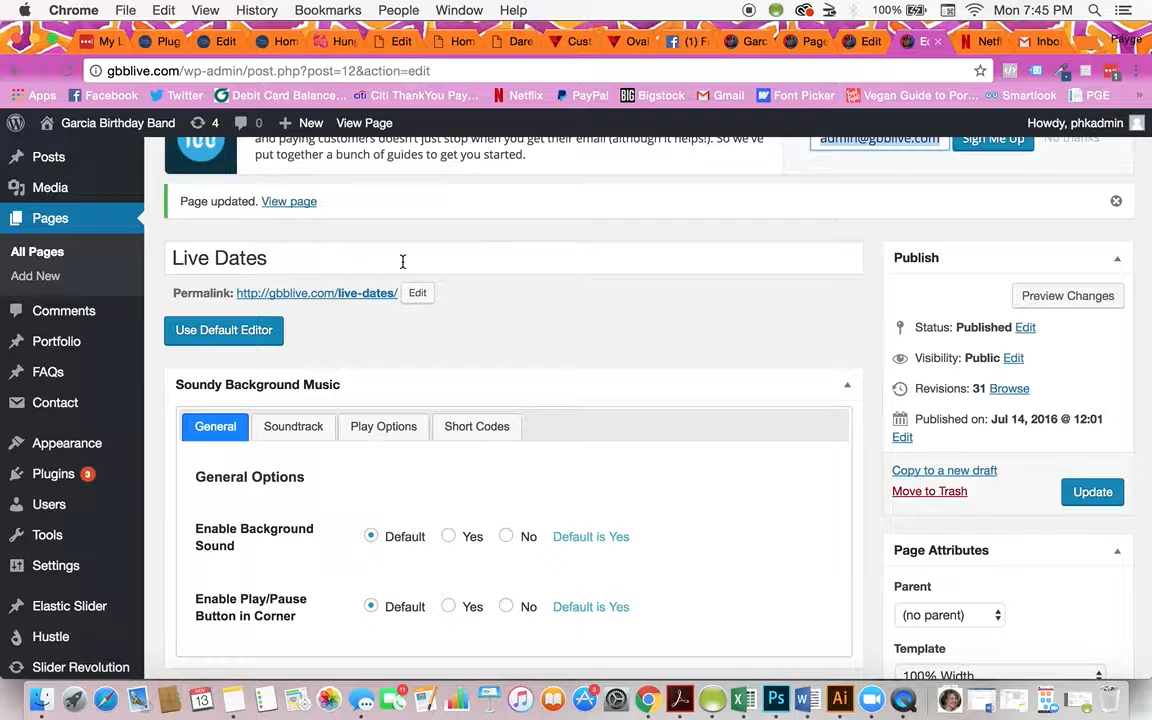 Chrome File Edit View History Bookmarks People Window Help 100% Mon 7:45 PM
My L Plug Edit Hom Hung Edit Hom Dare Cust Oval (1) F Garc Page Edit Ec Netf Inbo Payge
gbblive.com/wp-admin/post.php?post=12&action=edit
Apps Facebook Twitter Debit Card Balance... Citi ThankYou Pay... Netflix PayPal Bigstock Gmail Font Picker Vegan Guide to Por... Smartlook PGE
Garcia Birthday Band 4 0 New View Page Howdy, phkadmin
and paying customers doesn't just stop when you get their email (although it helps!). So we've
put together a bunch of guides to get you started.
admin@gbblive.com Sign Me Up No thanks
Page updated. View page
Live Dates
Permalink: http://gbblive.com/live-dates/ Edit
Use Default Editor
Soundy Background Music
General Soundtrack Play Options Short Codes
General Options
Enable Background
Sound
Default Yes No Default is Yes
Enable Play/Pause
Button in Corner
Default Yes No Default is Yes
Publish
Preview Changes
Status: Published Edit
Visibility: Public Edit
Revisions: 31 Browse
Published on: Jul 14, 2016 @ 12:01
Edit
Copy to a new draft
Move to Trash
Update
Page Attributes
Parent
(no parent)
Template
100% Width
Posts
Media
Pages
All Pages
Add New
Comments
Portfolio
FAQs
Contact
Appearance
Plugins 3
Users
Tools
Settings
Elastic Slider
Hustle
Slider Revolution
NOV
13
11
3
Ps
W
Ai